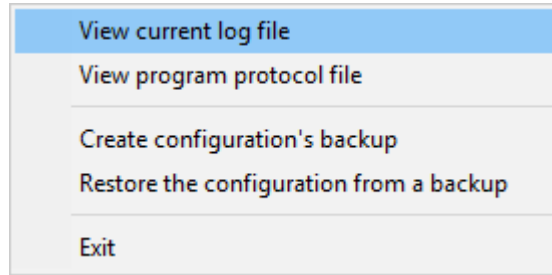 View current log file
View program protocol file
Create configuration's backup
Restore the configuration from a backup
Exit